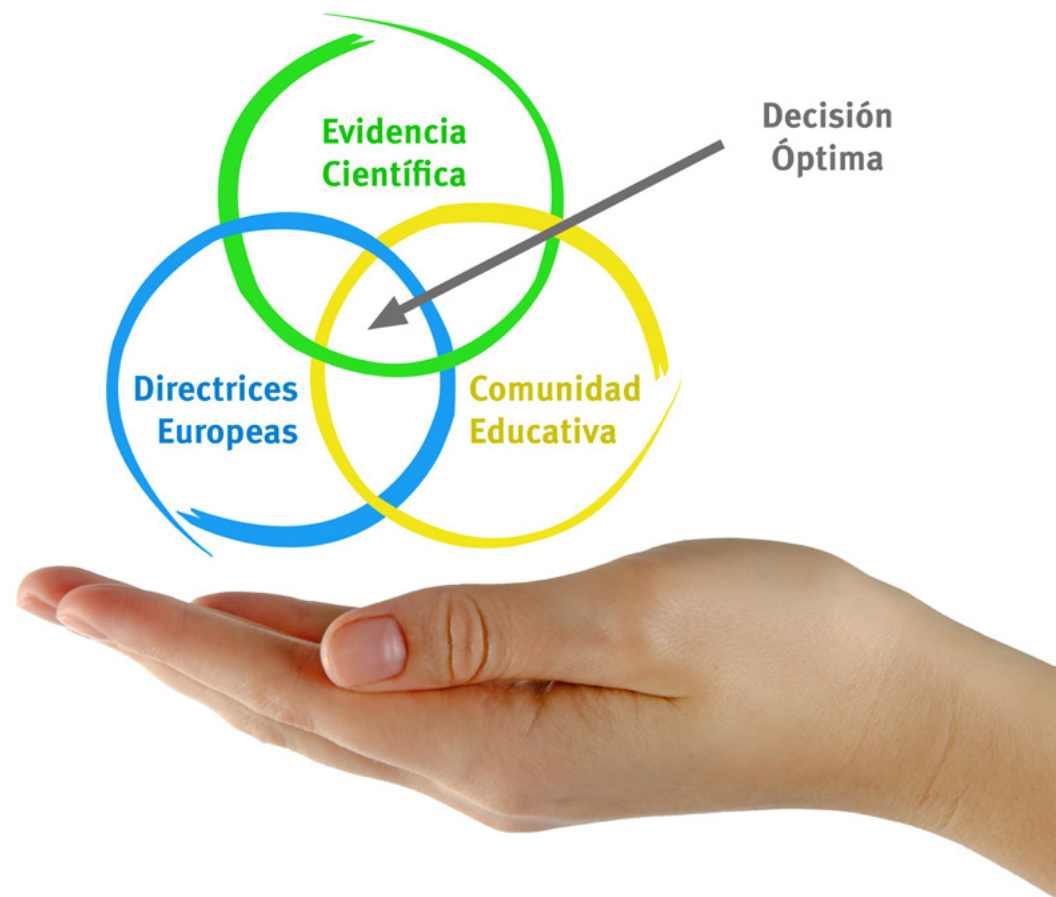 Evidencia
Científica
Decisión
Óptima
Directrices
Europeas
Comunidad
Educativa